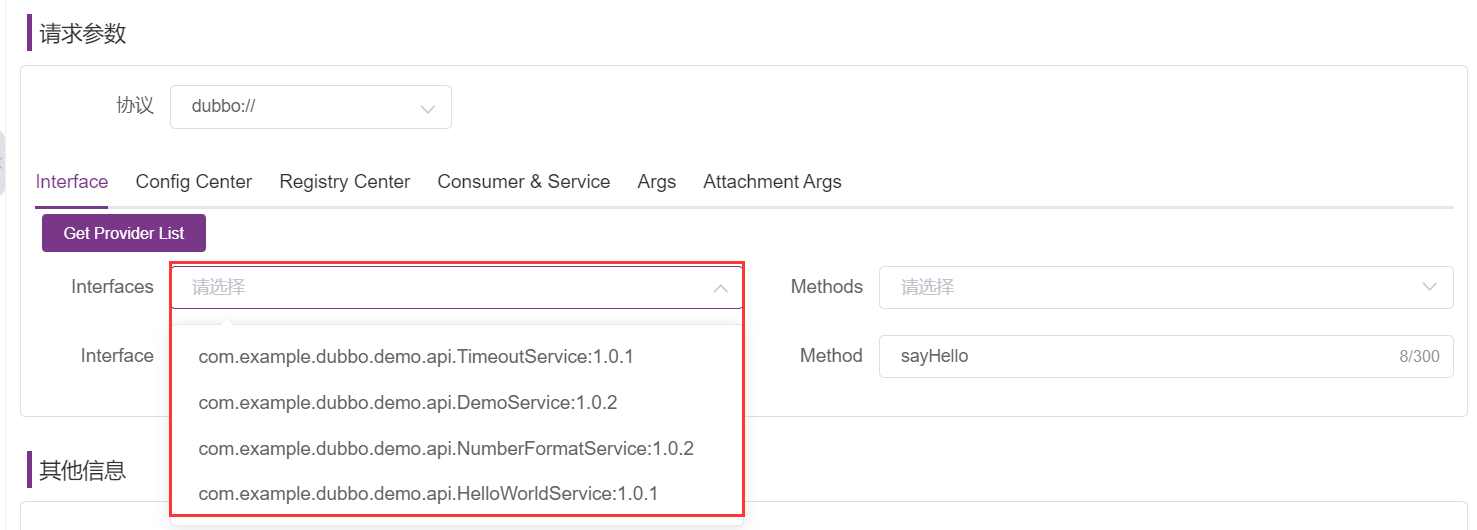 请求参数
协议 dubbo://
Interface Config Center Registry Center Consumer & Service Args Attachment Args
Get Provider List
Interfaces 请选择 Methods 请选择
Interface Method sayHello 8/300
com.example.dubbo.demo.api.TimeoutService:1.0.1
com.example.dubbo.demo.api.DemoService:1.0.2
com.example.dubbo.demo.api.NumberFormatService:1.0.2
com.example.dubbo.demo.api.HelloWorldService:1.0.1
其他信息